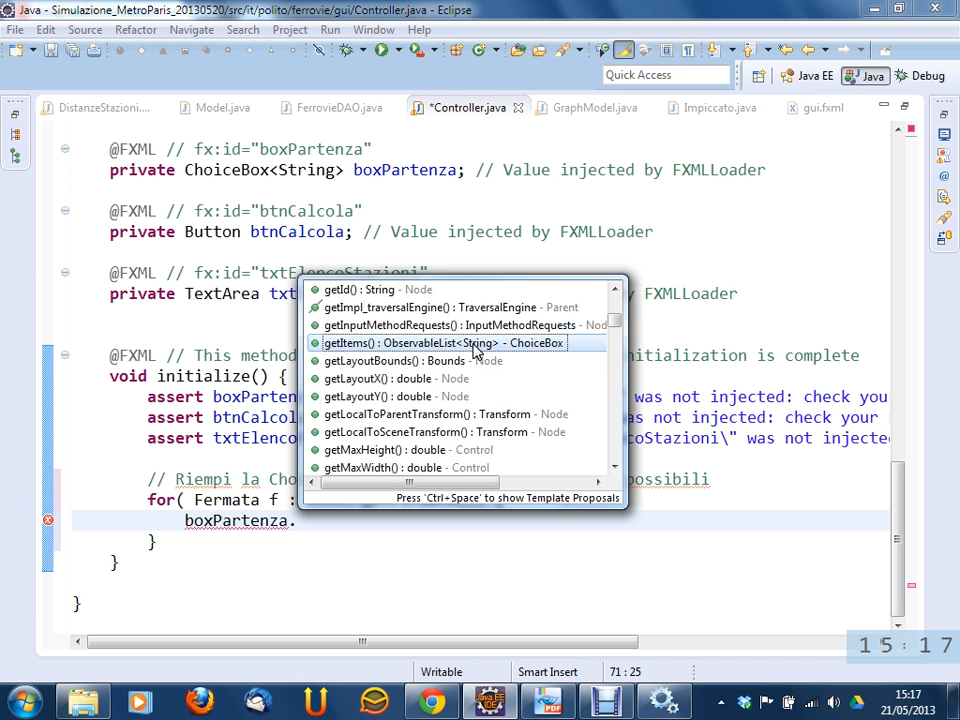 Java - Simulazione_MetroParis_20130520/src/it/polito/ferrovie/gui/Controller.java - Eclipse
File Edit Source Refactor Navigate Search Project Run Window Help
Quick Access
Java EE Java Debug
DistanzeStazioni.... Model.java FerrovieDAO.java *Controller.java GraphModel.java Impiccato.java gui.fxml
@FXML // fx:id="boxPartenza"
private ChoiceBox<String> boxPartenza; // Value injected by FXMLLoader
@FXML // fx:id="btnCalcola"
private Button btnCalcola; // Value injected by FXMLLoader
@FXML // fx:id="txtElencoStazioni"
private TextArea txt FXMLLoader
@FXML // This method initialization is complete
void initialize() {
assert boxParten was not injected: check you
assert btnCalcol as not injected: check your
assert txtElenco coStazioni\" was not injecte
// Riempi la Cho possibili
for( Fermata f :
boxPartenza.
}
}
}
getId() : String - Node
getImpl_traversalEngine() : TraversalEngine - Parent
getInputMethodRequests() : InputMethodRequests - Nod
getItems() : ObservableList<String> - ChoiceBox
getLayoutBounds() : Bounds - Node
getLayoutX() : double - Node
getLayoutY() : double - Node
getLocalToParentTransform() : Transform - Node
getLocalToSceneTransform() : Transform - Node
getMaxHeight() : double - Control
getMaxWidth() : double - Control
Press 'Ctrl+Space' to show Template Proposals
15:17
Writable Smart Insert 71 : 25
15:17
21/05/2013